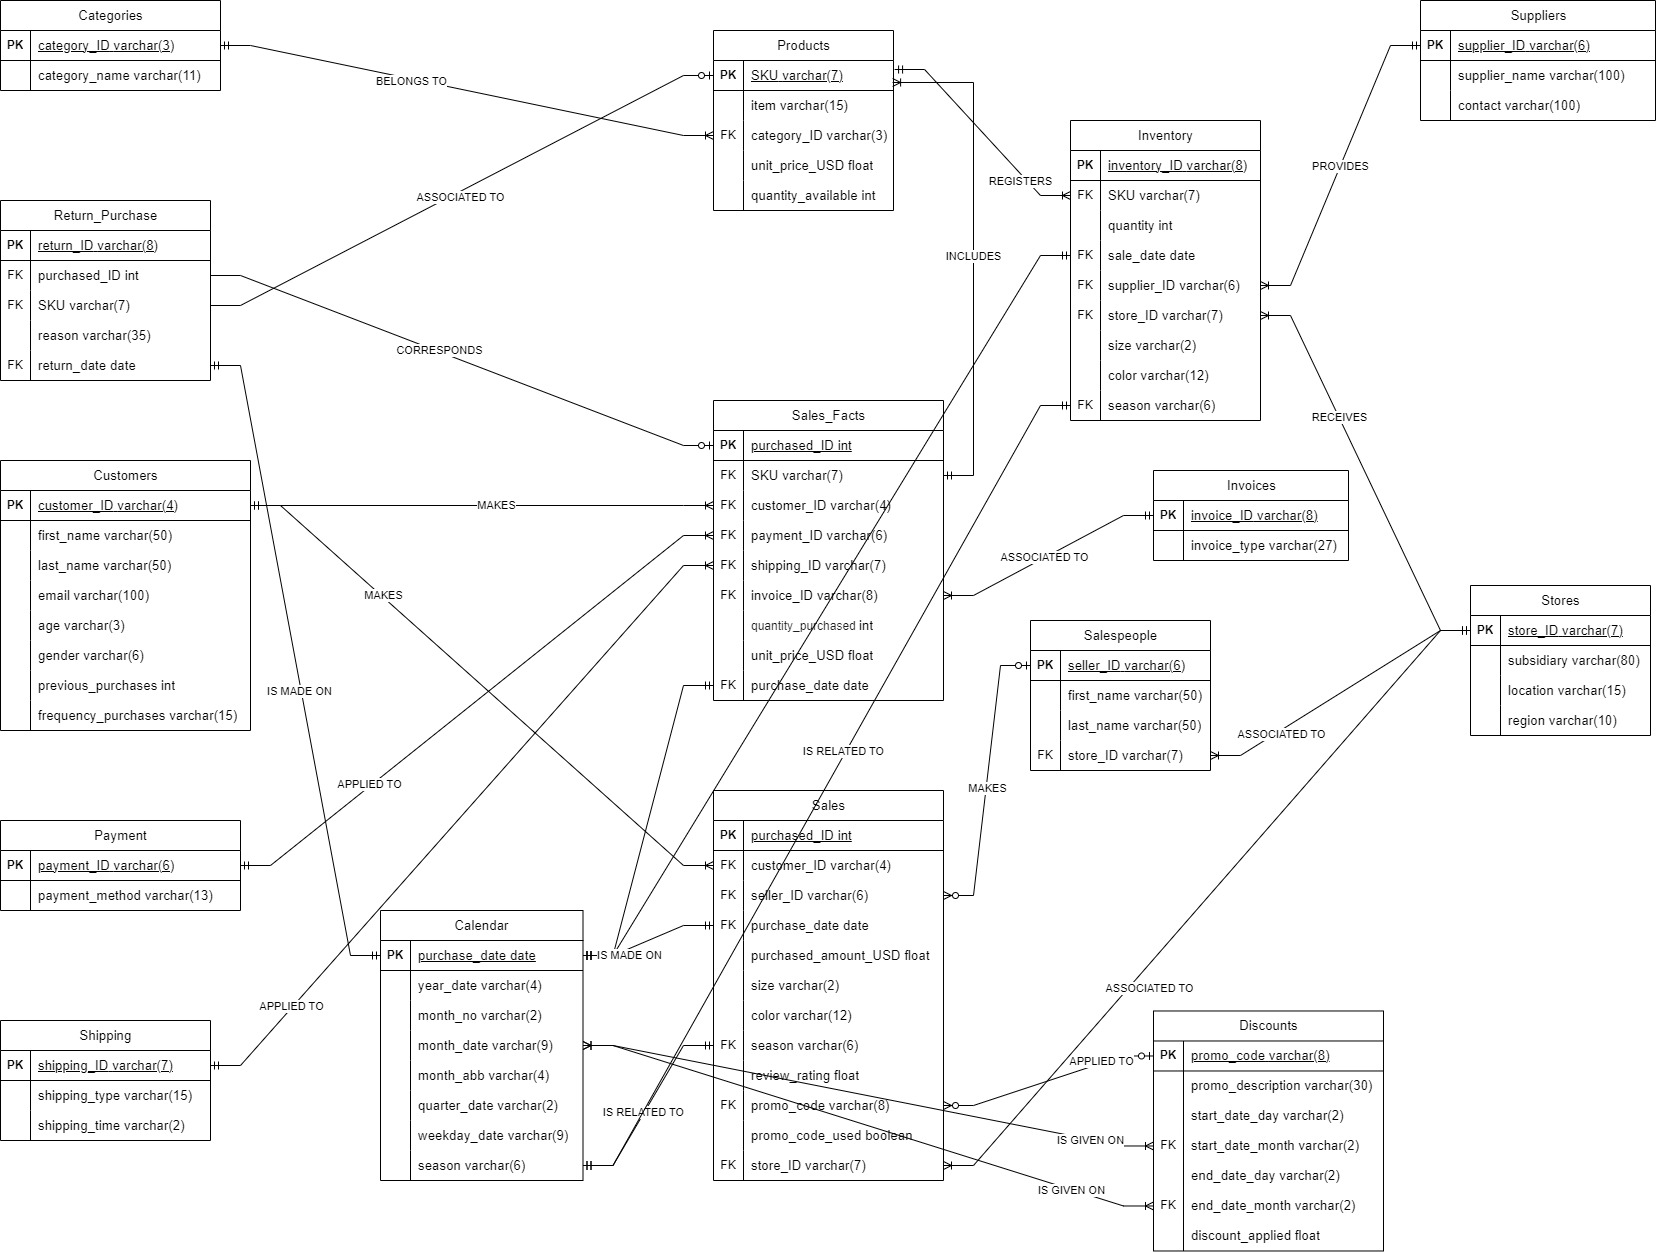 Categories
PK category_ID varchar(3)
category_name varchar(11)
Products
PK SKU varchar(7)
item varchar(15)
FK category_ID varchar(3)
unit_price_USD float
quantity_available int
Suppliers
PK supplier_ID varchar(6)
supplier_name varchar(100)
contact varchar(100)
Inventory
PK inventory_ID varchar(8)
FK SKU varchar(7)
quantity int
FK sale_date date
FK supplier_ID varchar(6)
FK store_ID varchar(7)
size varchar(2)
color varchar(12)
FK season varchar(6)
BELONGS TO
ASSOCIATED TO
REGISTERS
PROVIDES
INCLUDES
CORRESPONDS
RECEIVES
Return_Purchase
PK return_ID varchar(8)
FK purchased_ID int
FK SKU varchar(7)
reason varchar(35)
FK return_date date
Sales_Facts
PK purchased_ID int
FK SKU varchar(7)
FK customer_ID varchar(4)
FK payment_ID varchar(6)
FK shipping_ID varchar(7)
FK invoice_ID varchar(8)
quantity_purchased int
unit_price_USD float
FK purchase_date date
Customers
PK customer_ID varchar(4)
first_name varchar(50)
last_name varchar(50)
email varchar(100)
age varchar(3)
gender varchar(6)
previous_purchases int
frequency_purchases varchar(15)
MAKES
MAKES
IS MADE ON
Invoices
PK invoice_ID varchar(8)
invoice_type varchar(27)
ASSOCIATED TO
Stores
PK store_ID varchar(7)
subsidiary varchar(80)
location varchar(15)
region varchar(10)
Salespeople
PK seller_ID varchar(6)
first_name varchar(50)
last_name varchar(50)
FK store_ID varchar(7)
ASSOCIATED TO
IS RELATED TO
MAKES
APPLIED TO
Payment
PK payment_ID varchar(6)
payment_method varchar(13)
Sales
PK purchased_ID int
FK customer_ID varchar(4)
FK seller_ID varchar(6)
FK purchase_date date
purchased_amount_USD float
size varchar(2)
color varchar(12)
FK season varchar(6)
review_rating float
FK promo_code varchar(8)
promo_code_used boolean
FK store_ID varchar(7)
Calendar
PK purchase_date date
year_date varchar(4)
month_no varchar(2)
month_date varchar(9)
month_abb varchar(4)
quarter_date varchar(2)
weekday_date varchar(9)
season varchar(6)
IS MADE ON
ASSOCIATED TO
APPLIED TO
Shipping
PK shipping_ID varchar(7)
shipping_type varchar(15)
shipping_time varchar(2)
IS RELATED TO
APPLIED TO
IS GIVEN ON
IS GIVEN ON
Discounts
PK promo_code varchar(8)
promo_description varchar(30)
start_date_day varchar(2)
FK start_date_month varchar(2)
end_date_day varchar(2)
FK end_date_month varchar(2)
discount_applied float